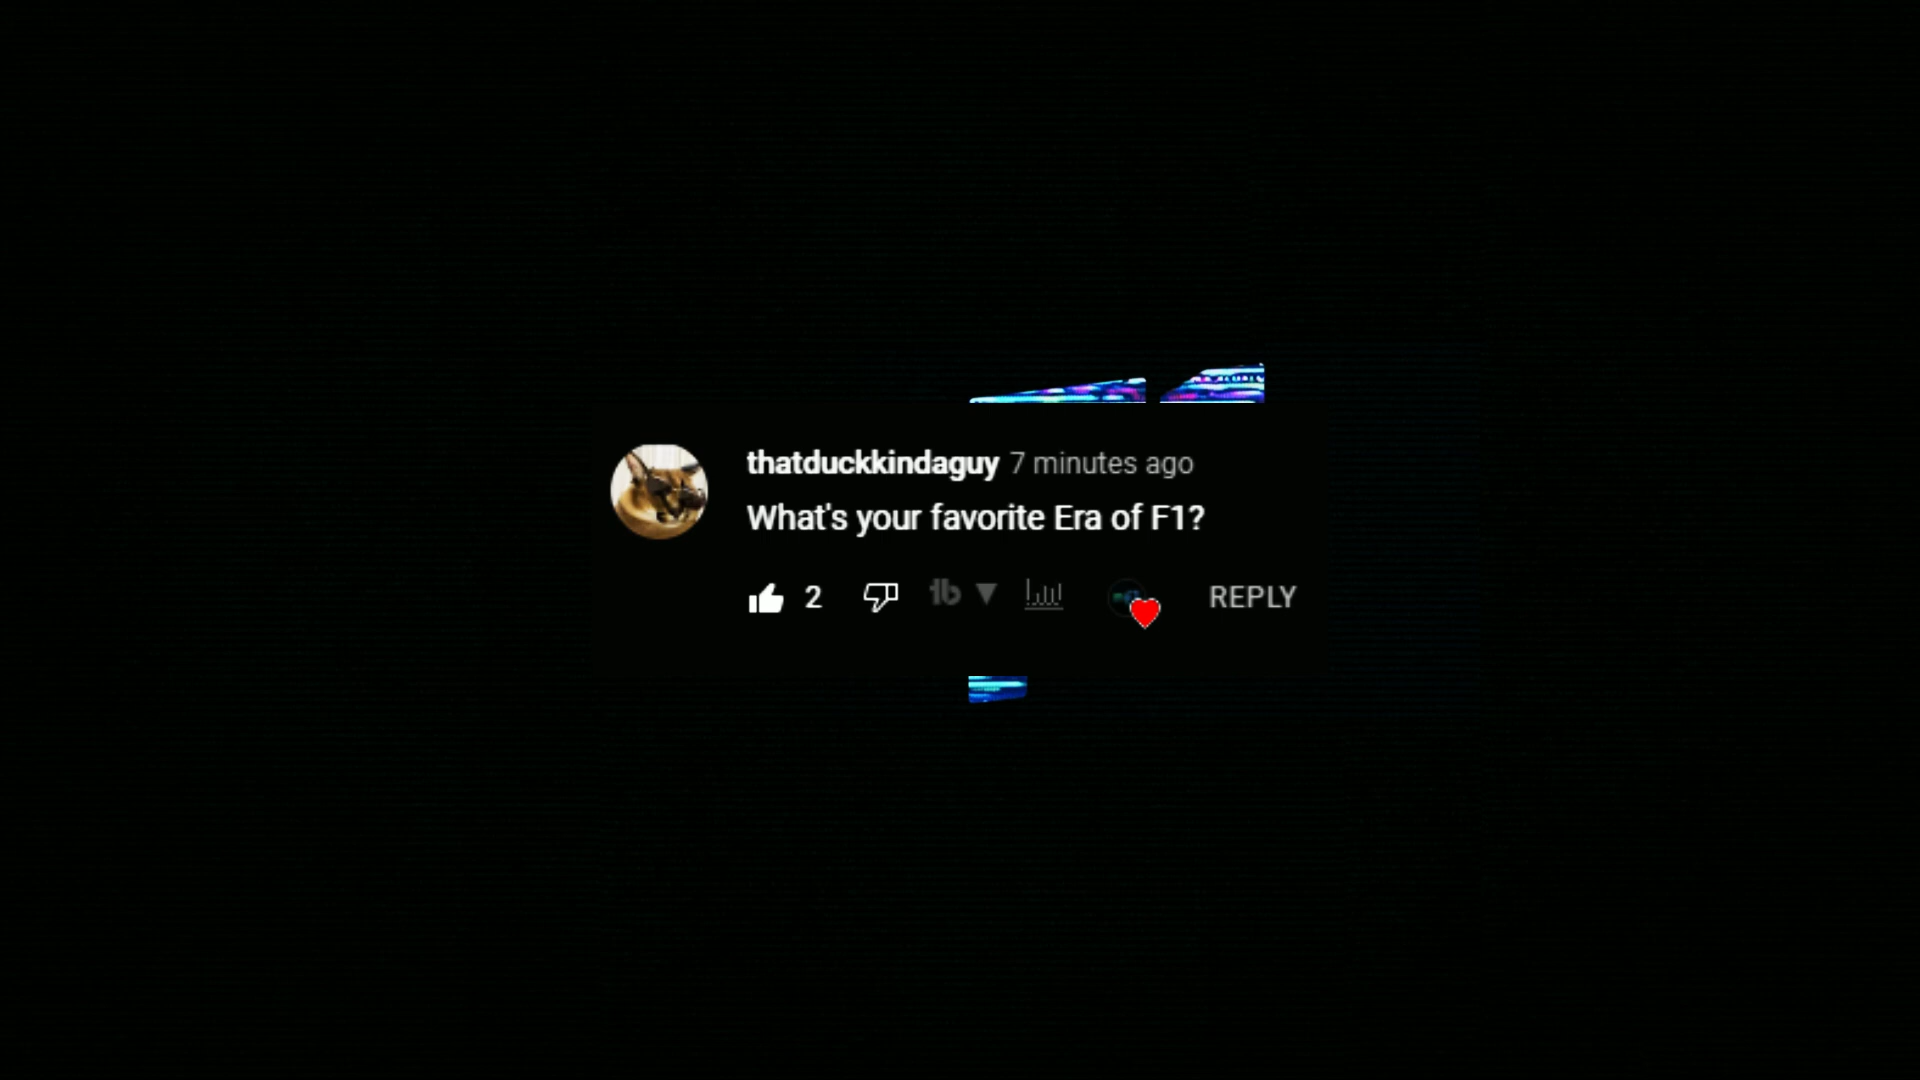 thatduckkindaguy 7 minutes ago
What's your favorite Era of F1?
2 REPLY